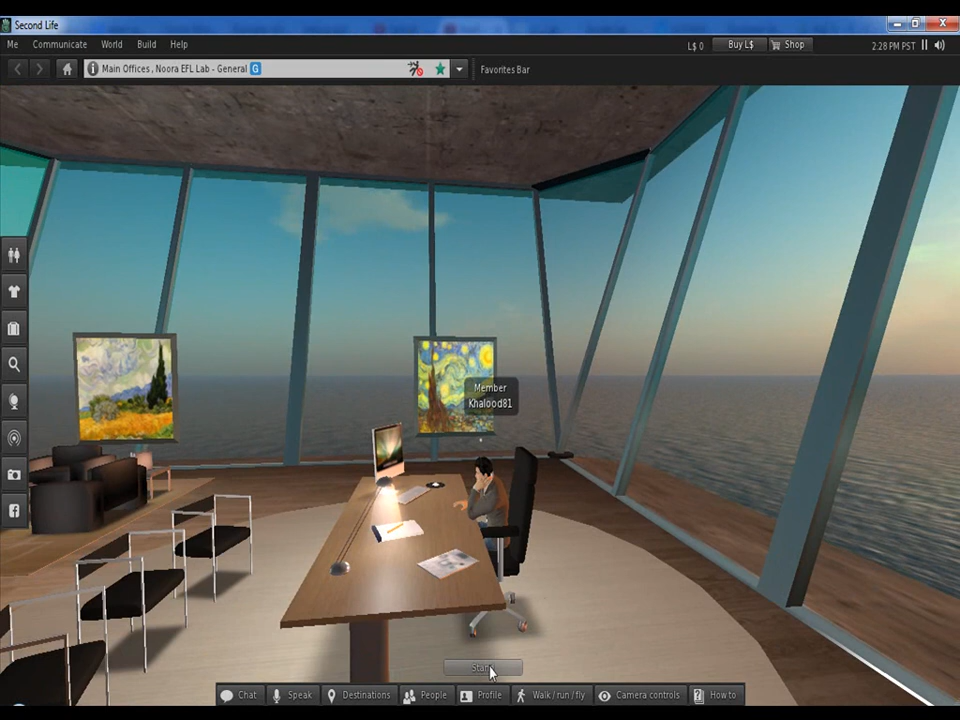 Second Life
Me Communicate World Build Help
L$ 0 Buy L$ Shop 2:28 PM PST
Main Offices , Noora EFL Lab - General G
Favorites Bar
Member
Khalood81
Stand
Chat Speak Destinations People Profile Walk / run / fly Camera controls How to